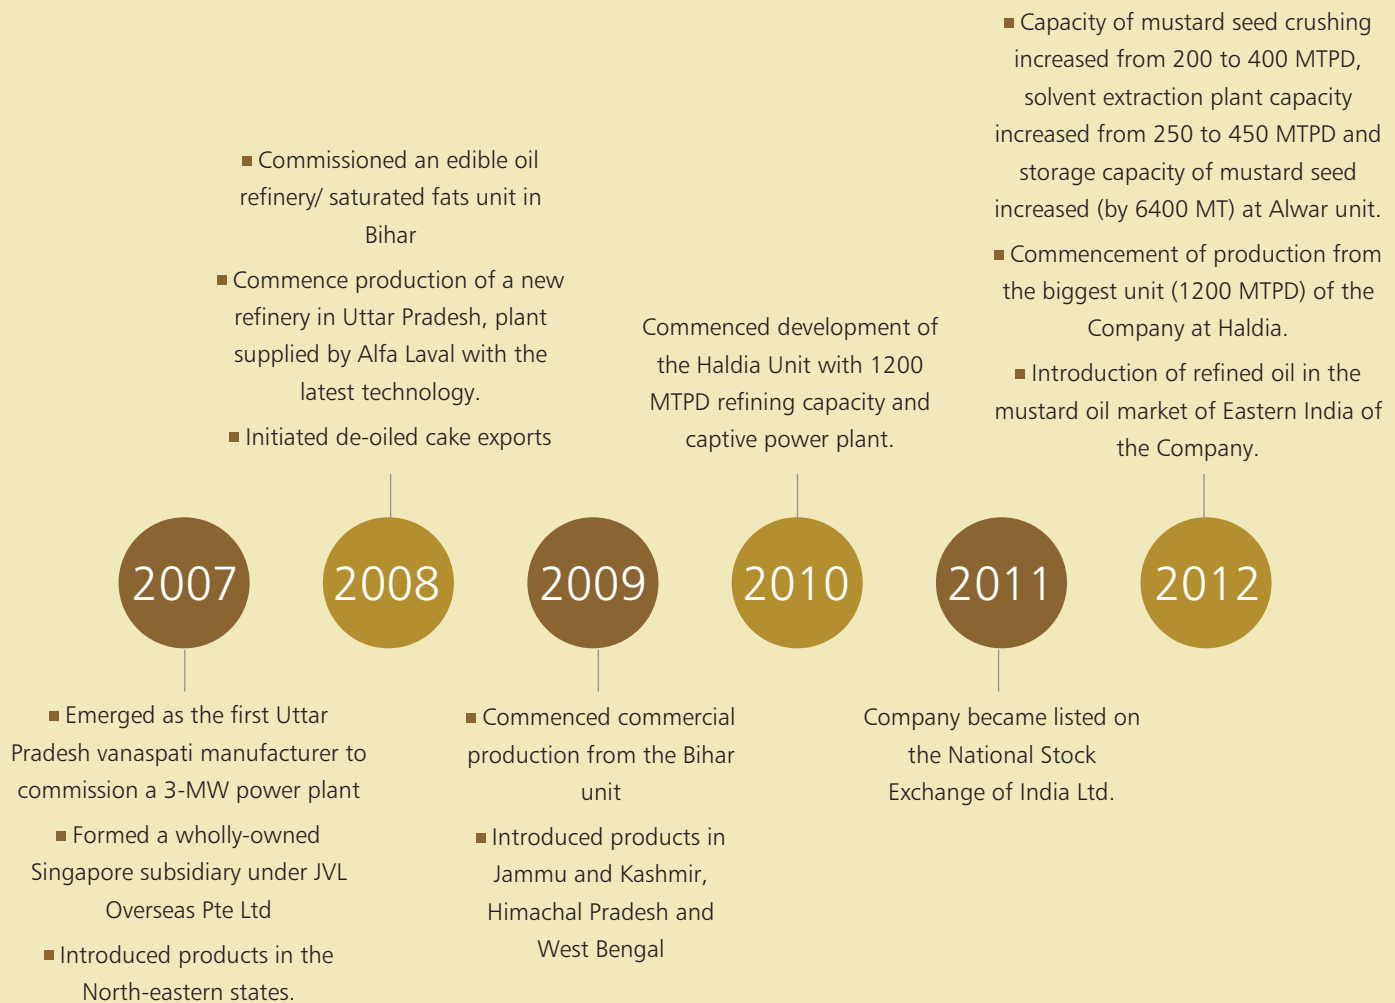 2007
■ Emerged as the first Uttar
Pradesh vanaspati manufacturer to
commission a 3-MW power plant
■ Formed a wholly-owned
Singapore subsidiary under JVL
Overseas Pte Ltd
■ Introduced products in the
North-eastern states.
■ Commissioned an edible oil
refinery/ saturated fats unit in
Bihar
■ Commence production of a new
refinery in Uttar Pradesh, plant
supplied by Alfa Laval with the
latest technology.
■ Initiated de-oiled cake exports
2008
2009
■ Commenced commercial
production from the Bihar
unit
■ Introduced products in
Jammu and Kashmir,
Himachal Pradesh and
West Bengal
Commenced development of
the Haldia Unit with 1200
MTPD refining capacity and
captive power plant.
2010
2011
Company became listed on
the National Stock
Exchange of India Ltd.
■ Capacity of mustard seed crushing
increased from 200 to 400 MTPD,
solvent extraction plant capacity
increased from 250 to 450 MTPD and
storage capacity of mustard seed
increased (by 6400 MT) at Alwar unit.
■ Commencement of production from
the biggest unit (1200 MTPD) of the
Company at Haldia.
■ Introduction of refined oil in the
mustard oil market of Eastern India of
the Company.
2012